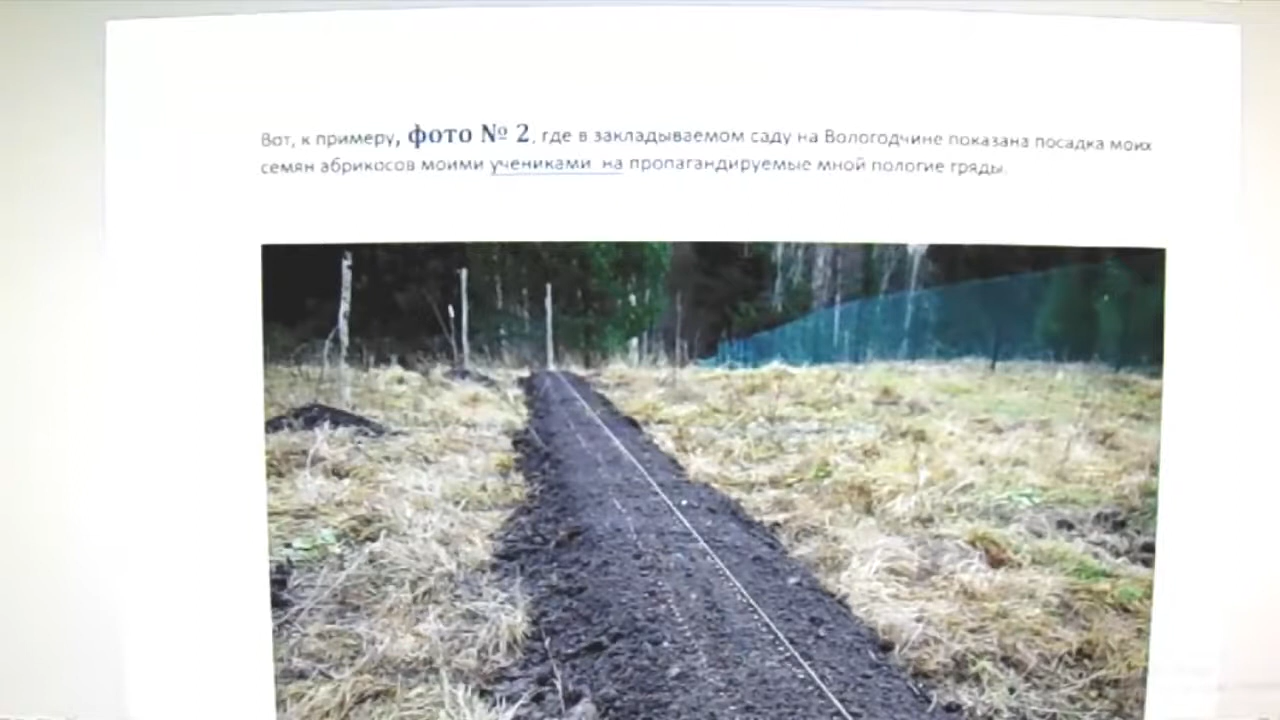 Вот, к примеру, фото № 2, где в закладываемом саду на Вологодчине показана посадка моих
семян абрикосов моими учениками на пропагандируемые мной пологие гряды.